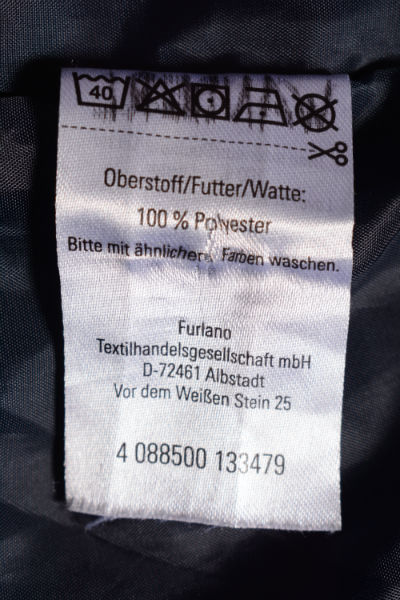 40
Oberstoff/Futter/Watte:
100 % Polyester
Bitte mit ähnlichen Farben waschen.
Furlano
Textilhandelsgesellschaft mbH
D-72461 Albstadt
Vor dem Weißen Stein 25
4 088500 133479